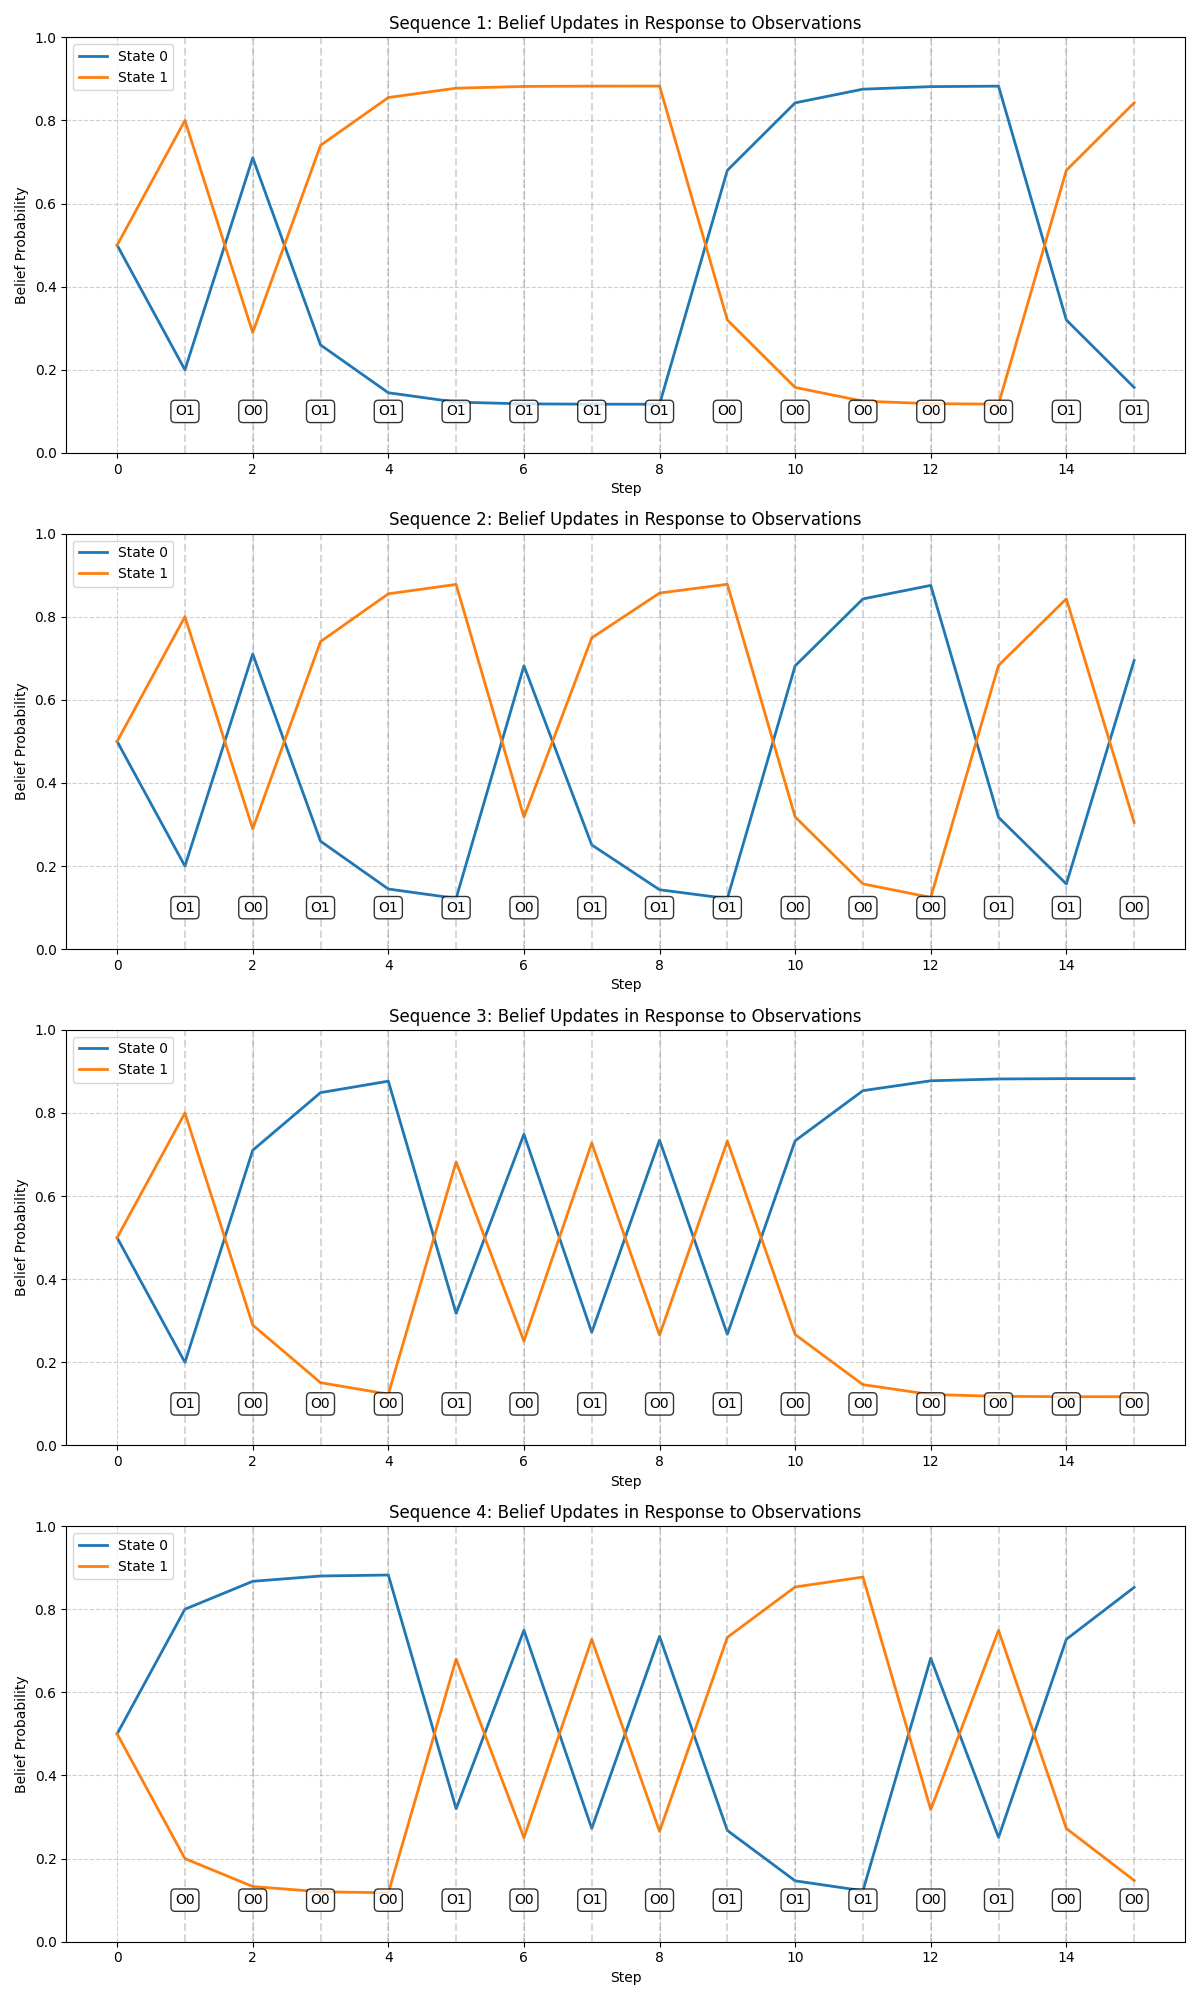 Sequence 1: Belief Updates in Response to Observations
1.0
State 0
State 1
0.8
0.6
Belief Probability
0.4
0.2
O1 O0 O1 O1 O1 O1 O1 O1 O0 O0 O0 O0 O0 O1 O1
0.0
0 2 4 6 8 10 12 14
Step
Sequence 2: Belief Updates in Response to Observations
1.0
State 0
State 1
0.8
0.6
Belief Probability
0.4
0.2
O1 O0 O1 O1 O1 O0 O1 O1 O1 O0 O0 O0 O1 O1 O0
0.0
0 2 4 6 8 10 12 14
Step
Sequence 3: Belief Updates in Response to Observations
1.0
State 0
State 1
0.8
0.6
Belief Probability
0.4
0.2
O1 O0 O0 O0 O1 O0 O1 O0 O1 O0 O0 O0 O0 O0 O0
0.0
0 2 4 6 8 10 12 14
Step
Sequence 4: Belief Updates in Response to Observations
1.0
State 0
State 1
0.8
0.6
Belief Probability
0.4
0.2
O0 O0 O0 O0 O1 O0 O1 O0 O1 O1 O1 O0 O1 O0 O0
0.0
0 2 4 6 8 10 12 14
Step